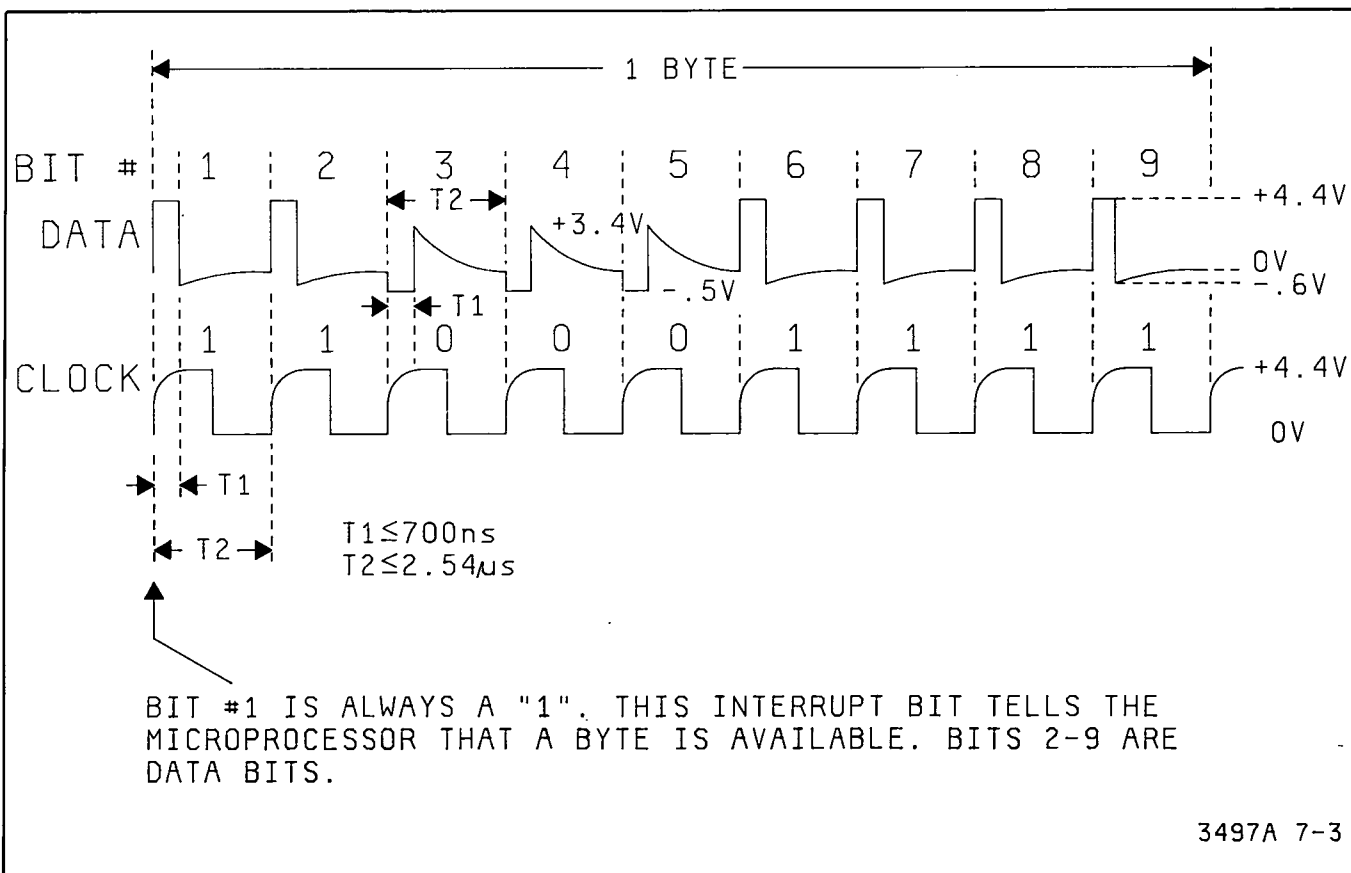 1 BYTE
BIT # 1 2 3 4 5 6 7 8 9
T2
+4.4V
DATA
+3.4V
0V
-.5V
-.6V
T1
1 1 0 0 0 1 1 1 1
CLOCK
+4.4V
0V
T1
T2
T1≤700ns
T2≤2.54µs
BIT #1 IS ALWAYS A "1". THIS INTERRUPT BIT TELLS THE
MICROPROCESSOR THAT A BYTE IS AVAILABLE. BITS 2-9 ARE
DATA BITS.
3497A 7-3